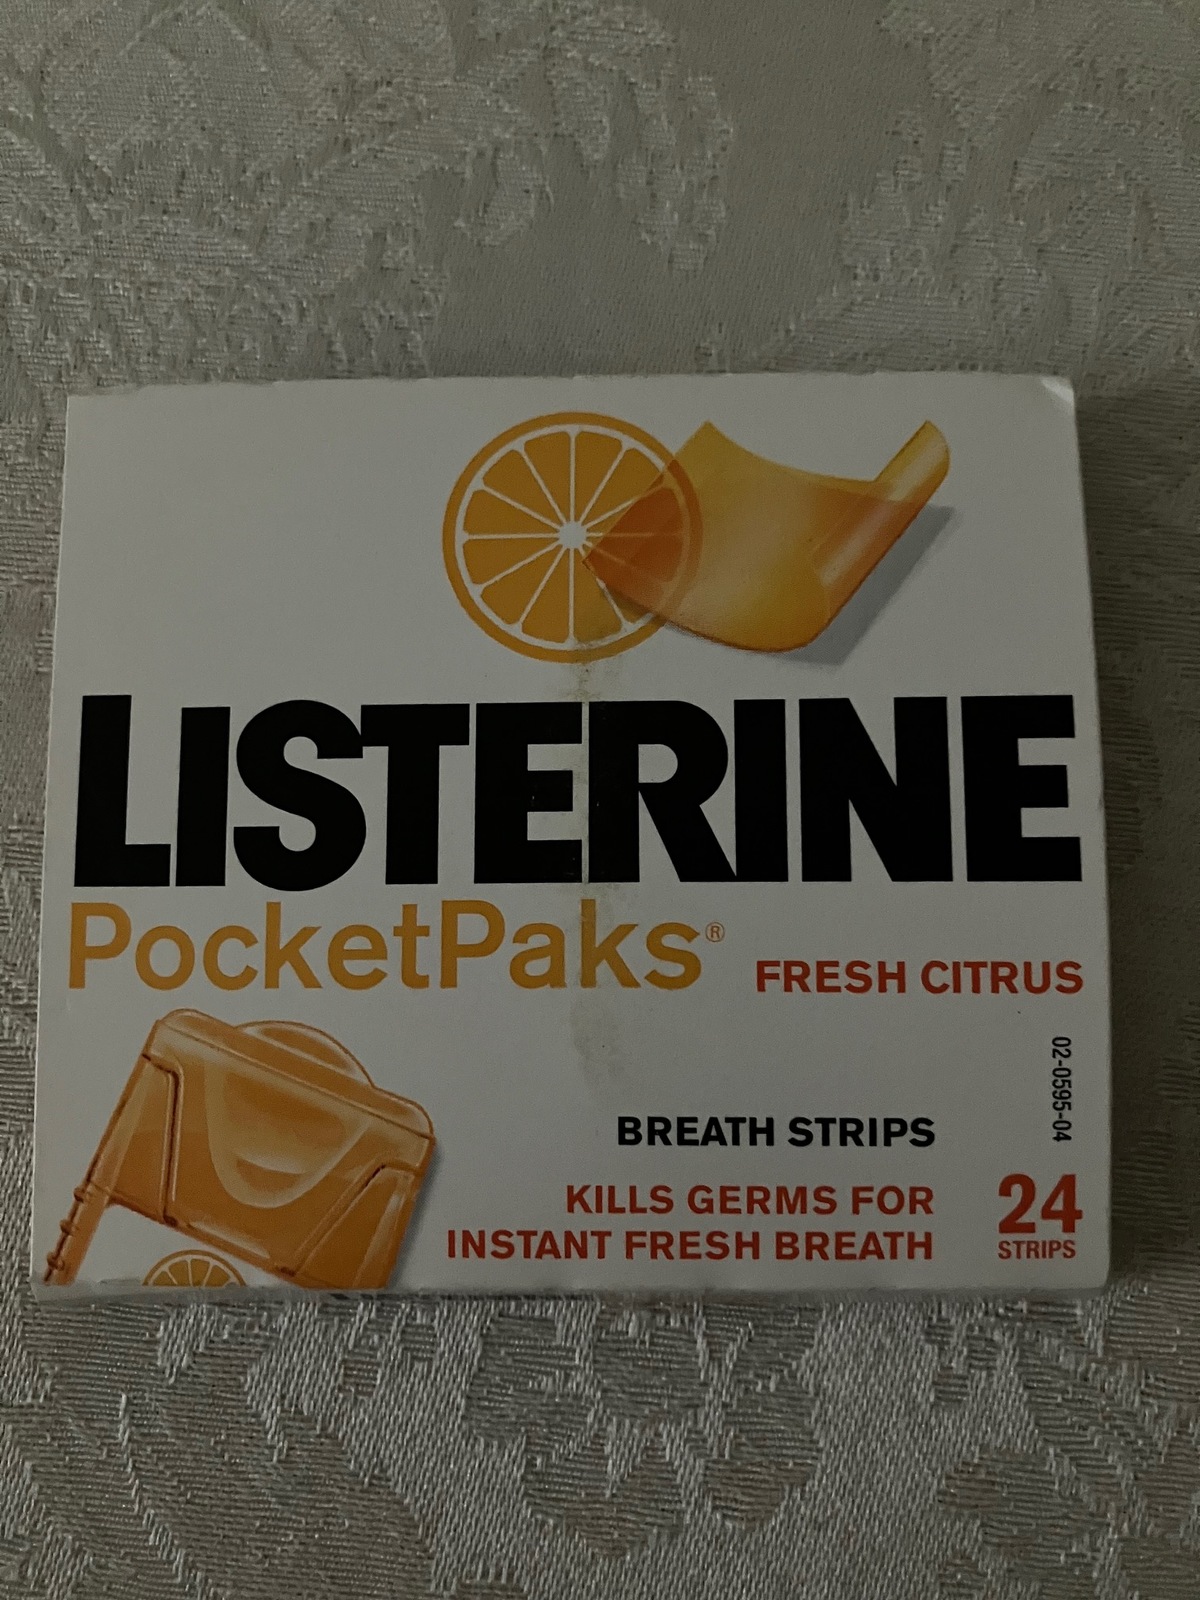 LISTERINE
PocketPaks®
FRESH CITRUS
02-0595-04
BREATH STRIPS
KILLS GERMS FOR
INSTANT FRESH BREATH
24
STRIPS